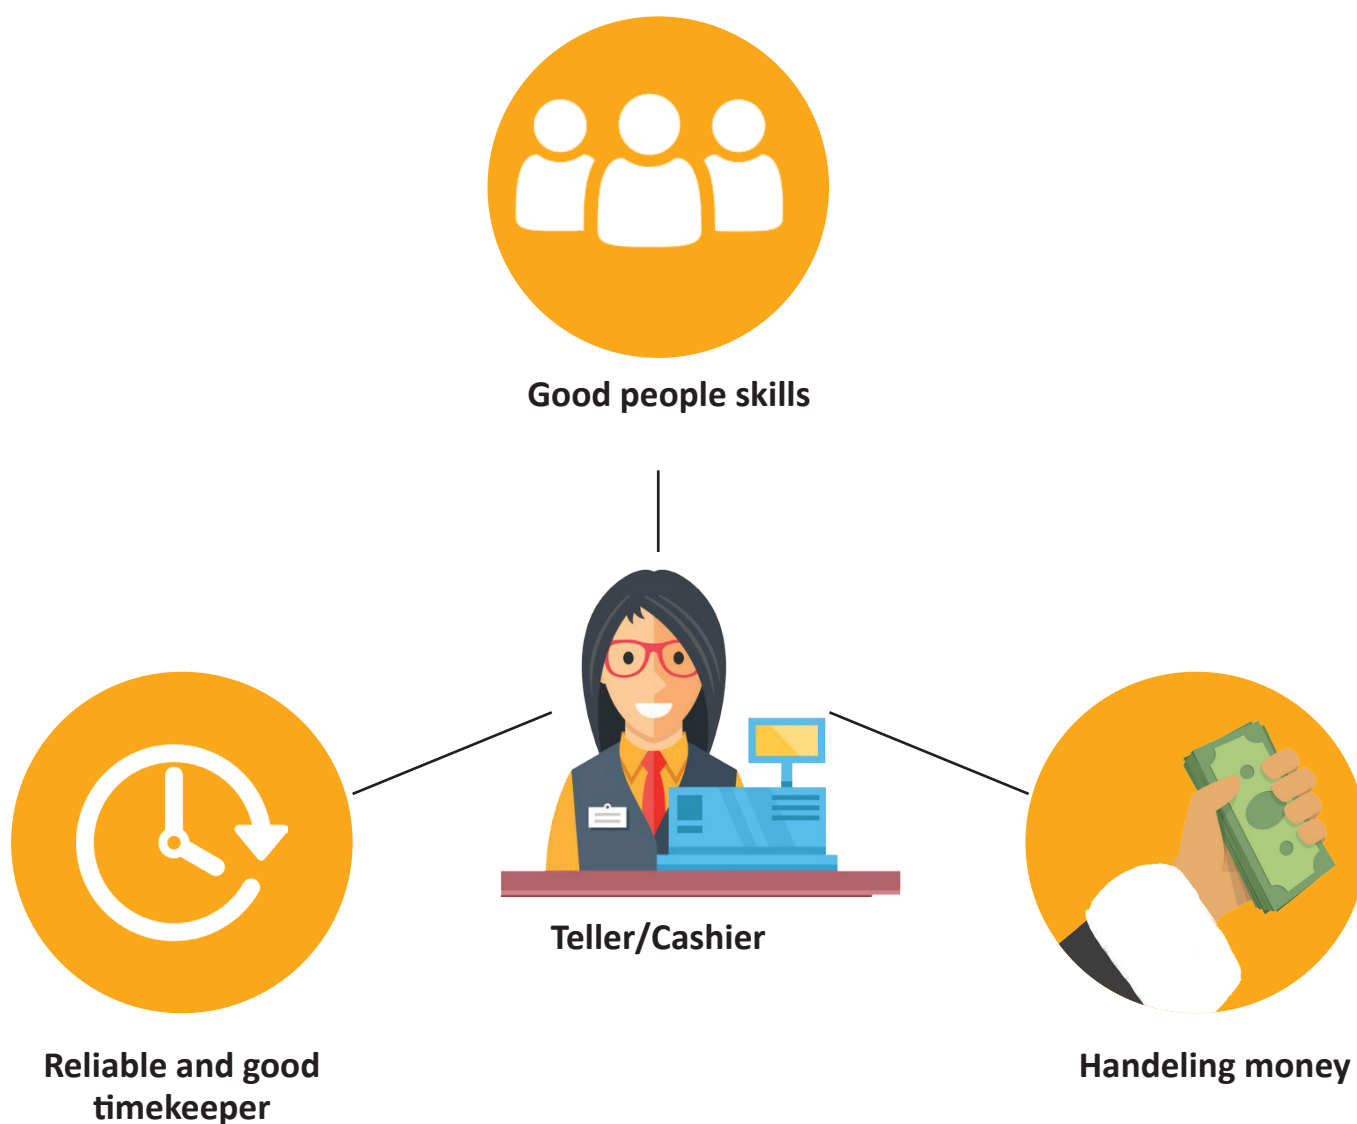 Good people skills
Teller/Cashier
Reliable and good
timekeeper
Handeling money